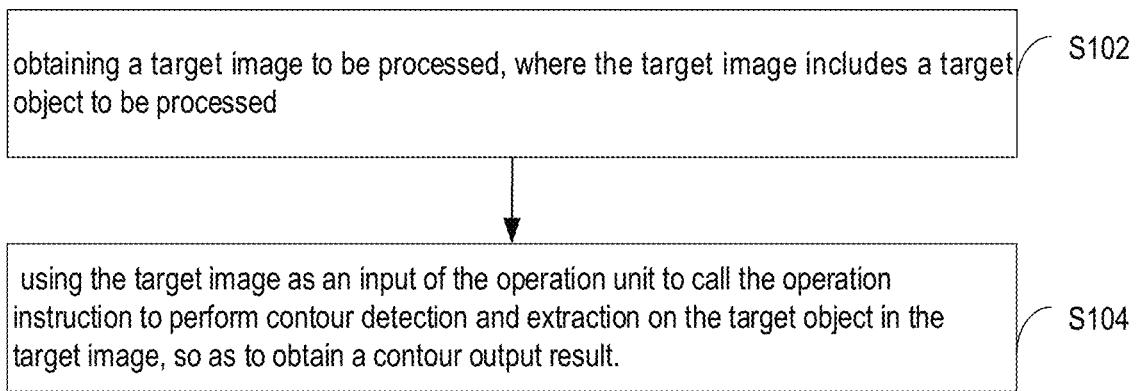 obtaining a target image to be processed, where the target image includes a target
object to be processed
S102
using the target image as an input of the operation unit to call the operation
instruction to perform contour detection and extraction on the target object in the
target image, so as to obtain a contour output result.
S104